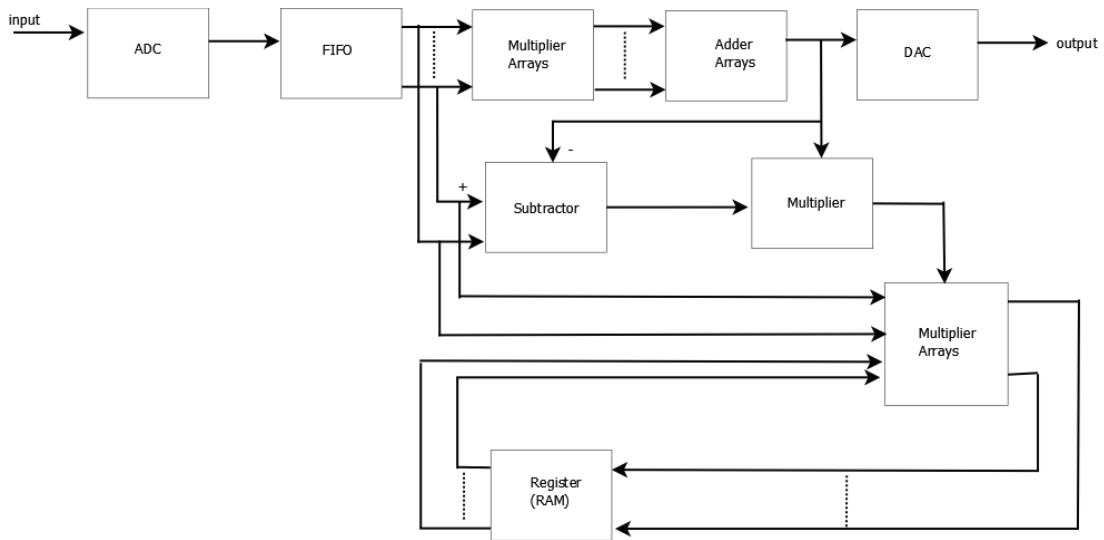 input
ADC
FIFO
Multiplier
Arrays
Adder
Arrays
DAC
output
-
+
Subtractor
Multiplier
Multiplier
Arrays
Register
(RAM)